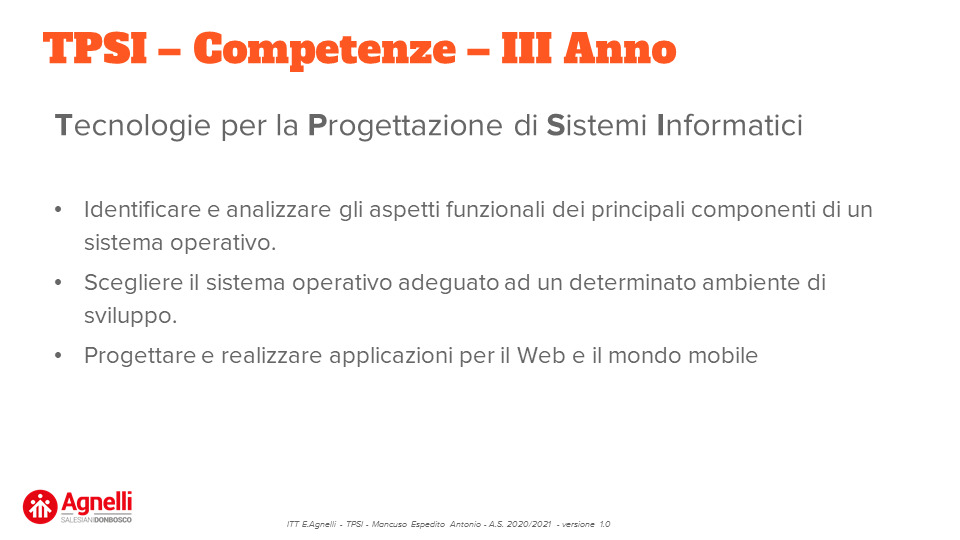 TPSI – Competenze – III Anno
Tecnologie per la Progettazione di Sistemi Informatici
• Identificare e analizzare gli aspetti funzionali dei principali componenti di un
sistema operativo.
• Scegliere il sistema operativo adeguato ad un determinato ambiente di
sviluppo.
• Progettare e realizzare applicazioni per il Web e il mondo mobile
Agnelli
SALESIANIDONBOSCO
ITT E.Agnelli - TPSI - Mancuso Espedito Antonio - A.S. 2020/2021 - versione 1.0